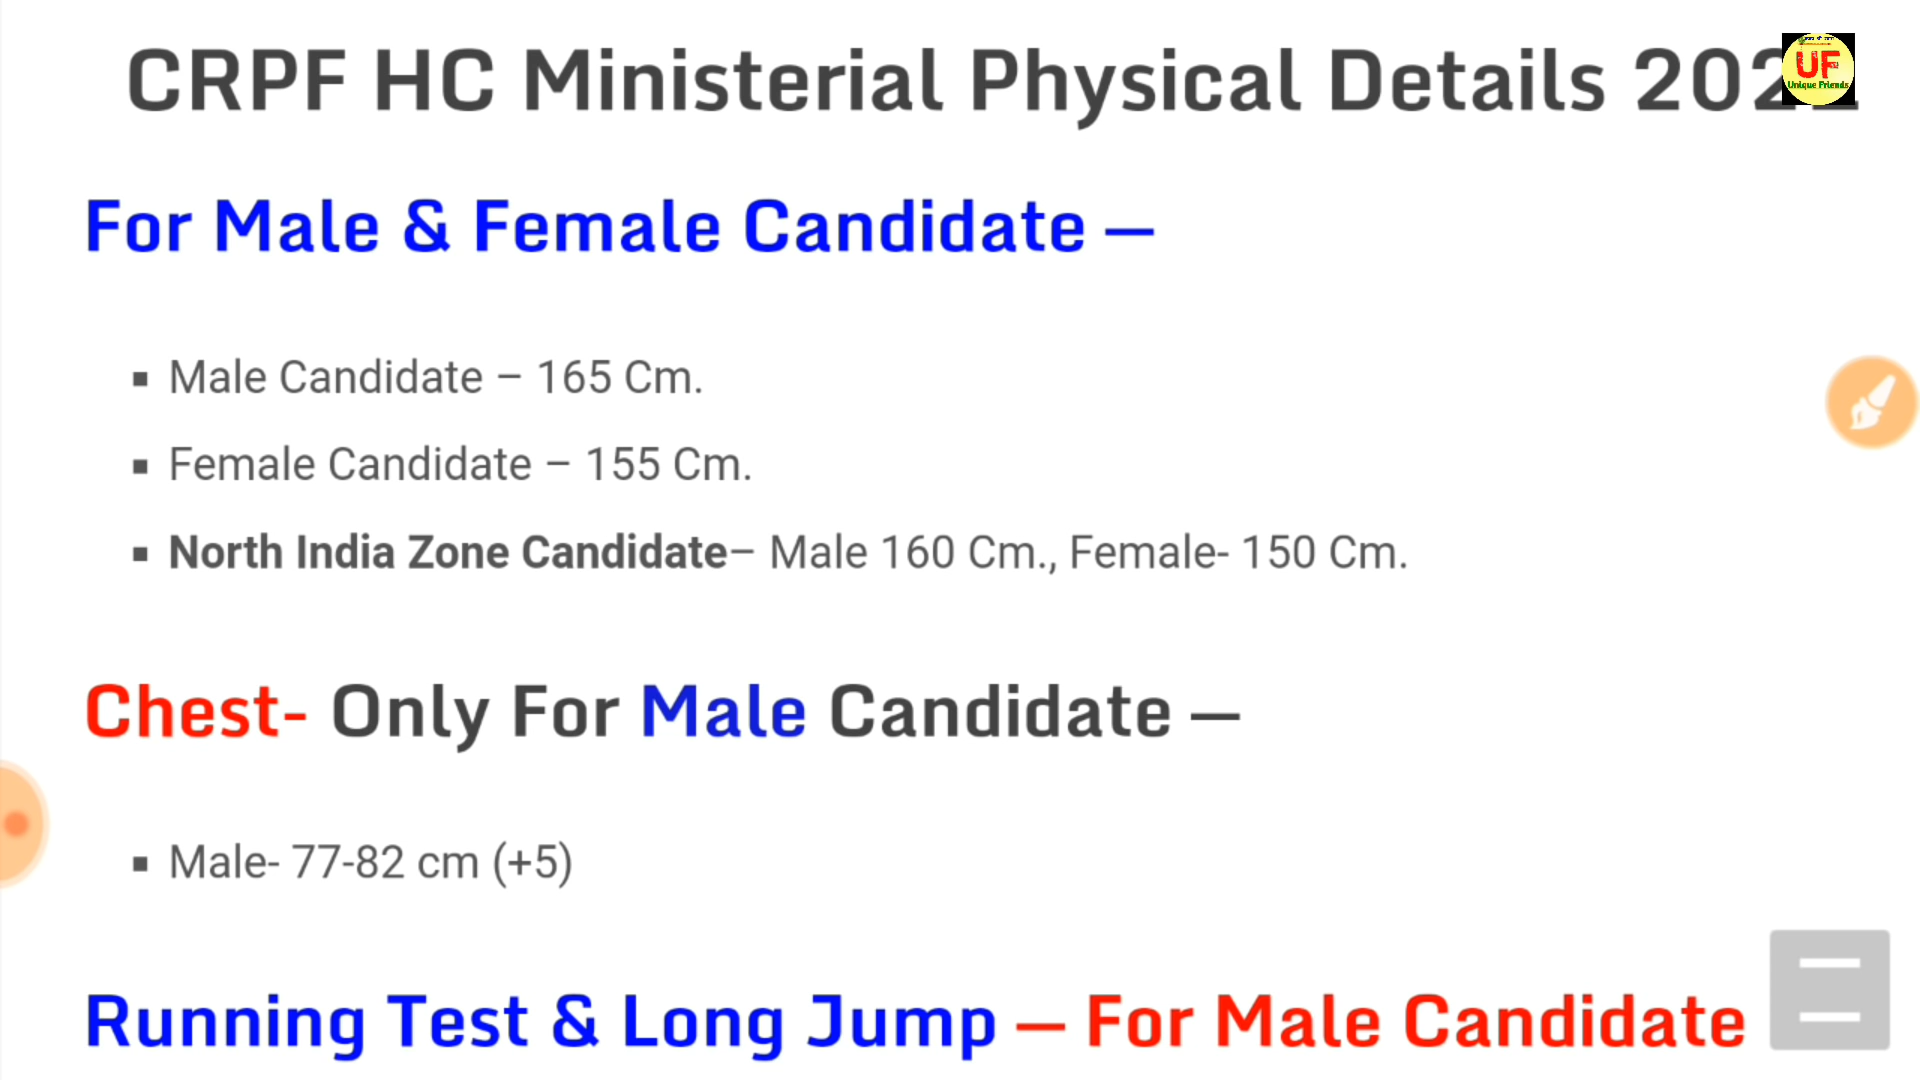 CRPF HC Ministerial Physical Details 202
UF
Unique Friends
For Male & Female Candidate –
▪ Male Candidate – 165 Cm.
▪ Female Candidate – 155 Cm.
▪ North India Zone Candidate– Male 160 Cm., Female- 150 Cm.
Chest- Only For Male Candidate –
▪ Male- 77-82 cm (+5)
Running Test & Long Jump – For Male Candidate